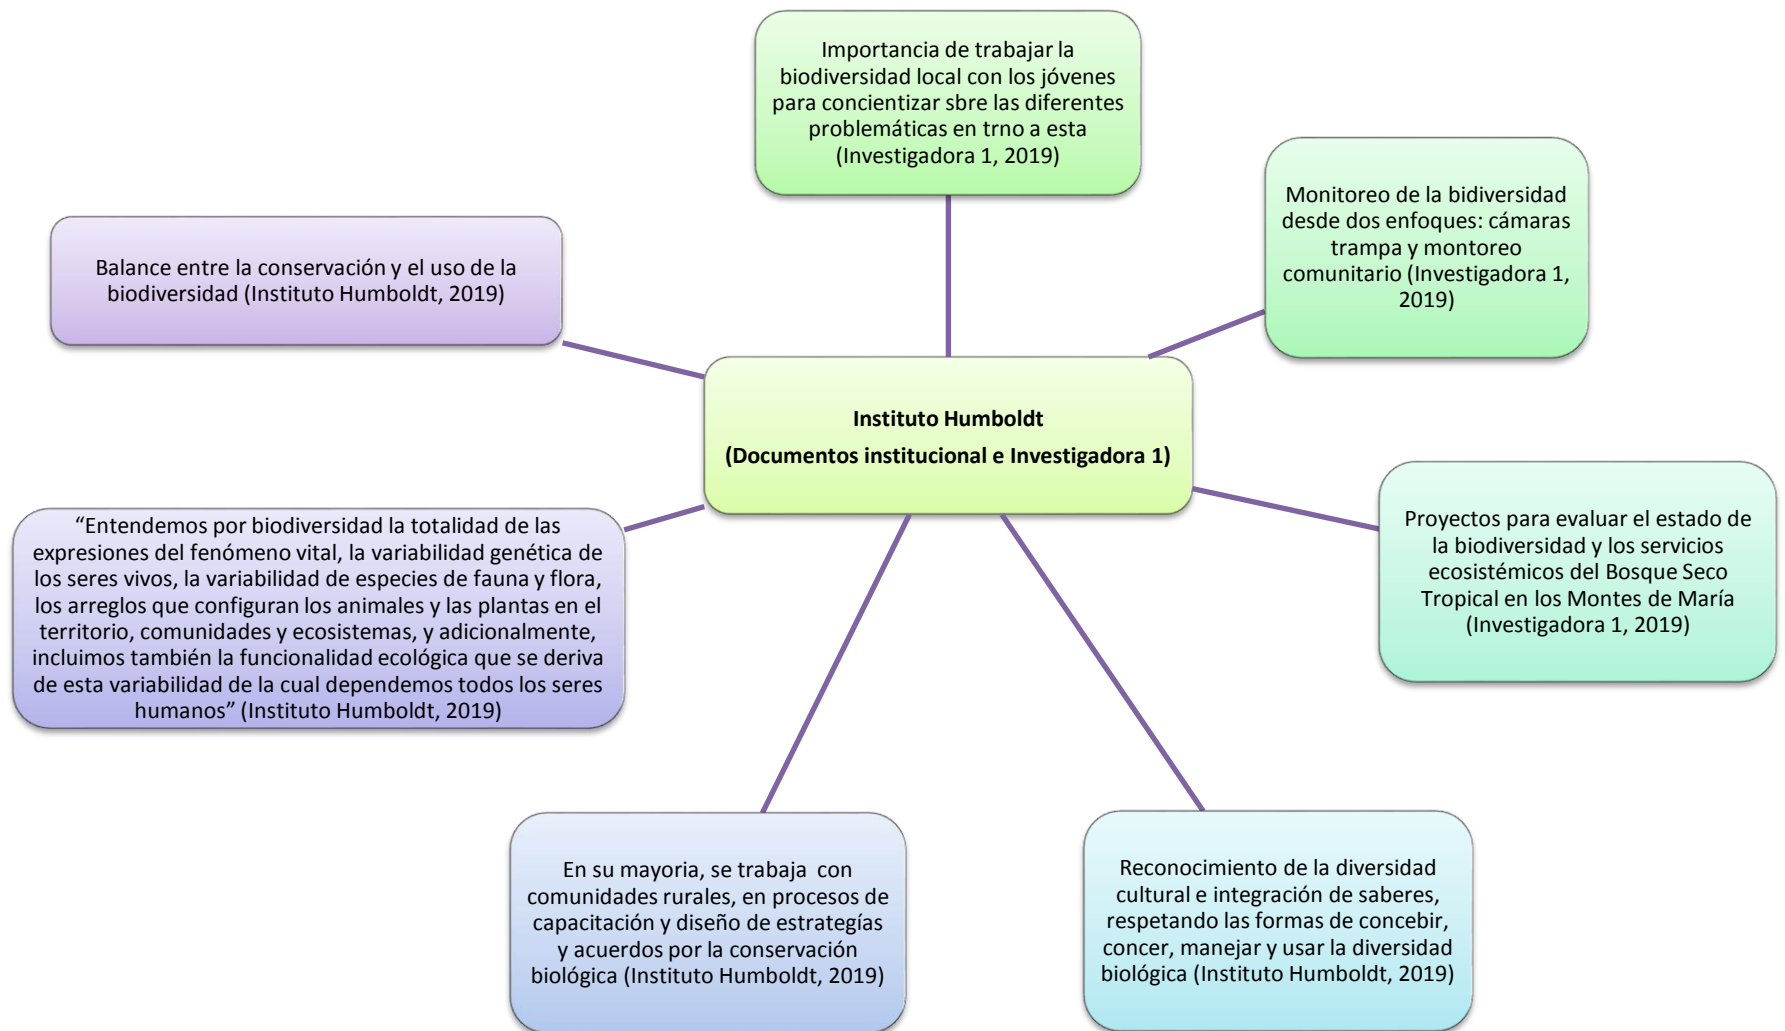 Importancia de trabajar la
biodiversidad local con los jóvenes
para concientizar sbre las diferentes
problemáticas en trno a esta
(Investigadora 1, 2019)
Monitoreo de la bidiversidad
desde dos enfoques: cámaras
trampa y montoreo
comunitario (Investigadora 1,
2019)
Balance entre la conservación y el uso de la
biodiversidad (Instituto Humboldt, 2019)
Instituto Humboldt
(Documentos institucional e Investigadora 1)
Proyectos para evaluar el estado de
la biodiversidad y los servicios
ecosistémicos del Bosque Seco
Tropical en los Montes de María
(Investigadora 1, 2019)
“Entendemos por biodiversidad la totalidad de las
expresiones del fenómeno vital, la variabilidad genética de
los seres vivos, la variabilidad de especies de fauna y flora,
los arreglos que configuran los animales y las plantas en el
territorio, comunidades y ecosistemas, y adicionalmente,
incluimos también la funcionalidad ecológica que se deriva
de esta variabilidad de la cual dependemos todos los seres
humanos” (Instituto Humboldt, 2019)
En su mayoria, se trabaja con
comunidades rurales, en procesos de
capacitación y diseño de estrategías
y acuerdos por la conservación
biológica (Instituto Humboldt, 2019)
Reconocimiento de la diversidad
cultural e integración de saberes,
respetando las formas de concebir,
concer, manejar y usar la diversidad
biológica (Instituto Humboldt, 2019)